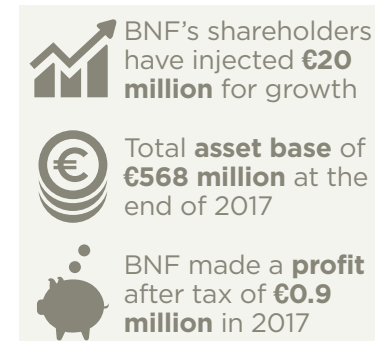 BNF's shareholders
have injected €20
million for growth
€
Total asset base of
€568 million at the
end of 2017
BNF made a profit
after tax of €0.9
million in 2017